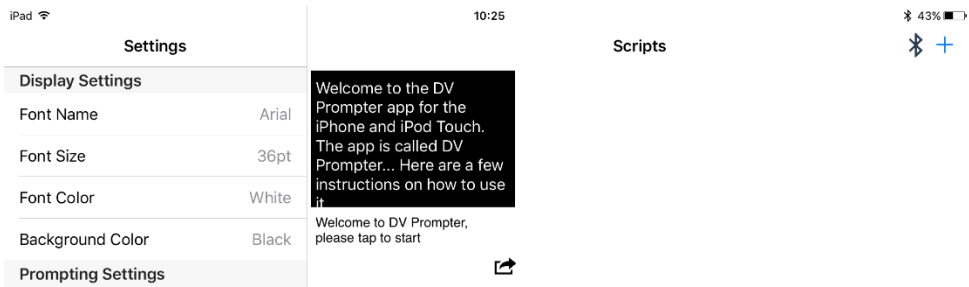 iPad 10:25 43%
Settings
Scripts
Display Settings
Font Name Arial
Font Size 36pt
Font Color White
Background Color Black
Prompting Settings
Welcome to the DV
Prompter app for the
iPhone and iPod Touch.
The app is called DV
Prompter... Here are a few
instructions on how to use
it
Welcome to DV Prompter,
please tap to start